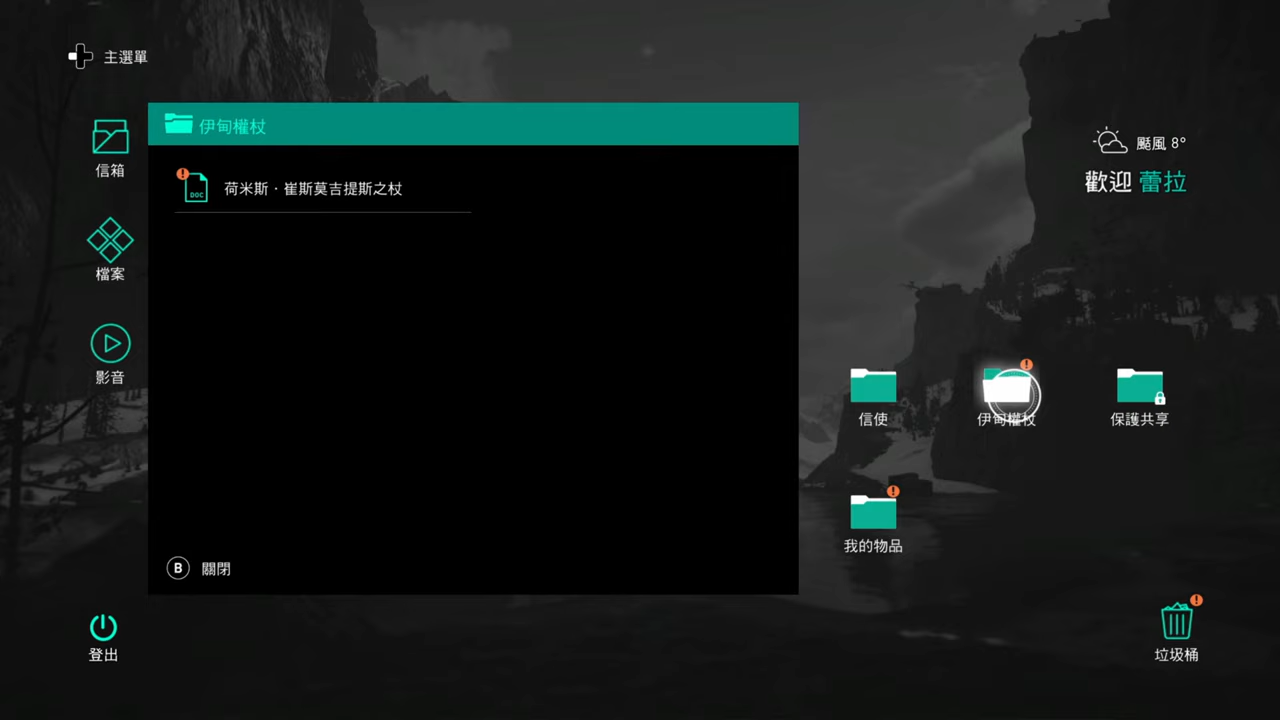 主選單
信箱
檔案
影音
登出
伊甸權杖
DOC
荷米斯·崔斯莫吉提斯之杖
B 關閉
颳風 8°
歡迎 蕾拉
信使
伊甸權杖
保護共享
我的物品
垃圾桶